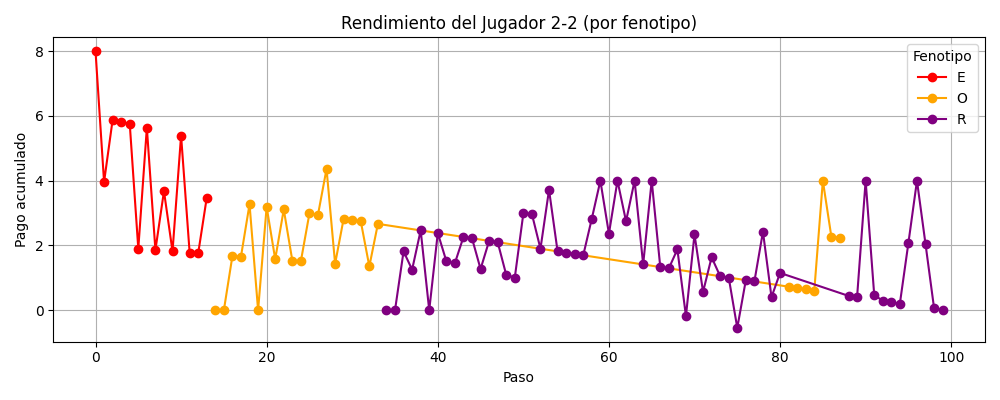 Rendimiento del Jugador 2-2 (por fenotipo)
Pago acumulado
8
6
4
2
0
0
20
40
60
80
100
Paso
Fenotipo
E
O
R